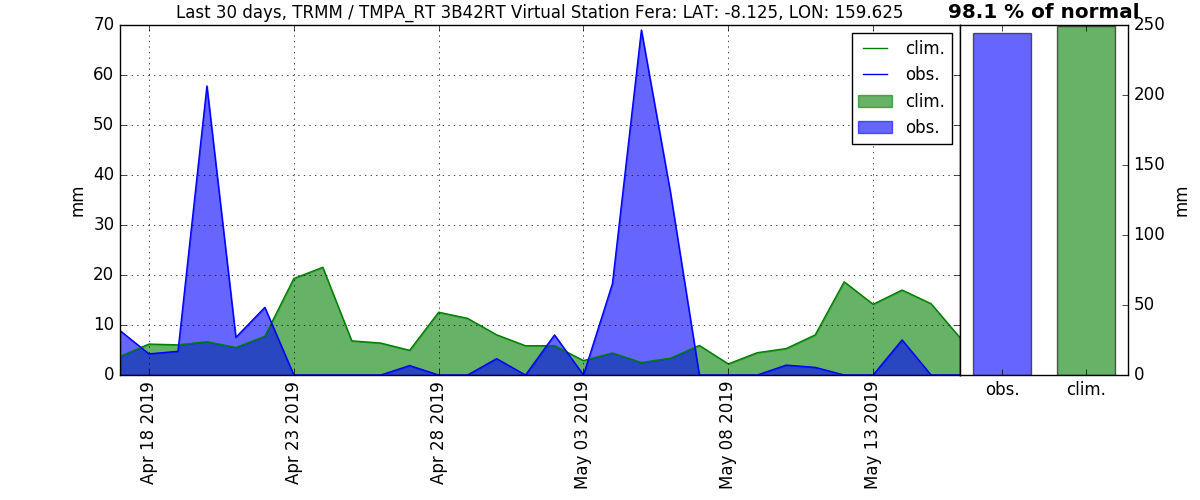 Last 30 days, TRMM / TMPA_RT 3B42RT Virtual Station Fera: LAT: -8.125, LON: 159.625
98.1 % of normal
70
60
50
40
30
20
10
0
mm
clim.
obs.
clim.
obs.
250
200
150
100
50
0
mm
Apr 18 2019
Apr 23 2019
Apr 28 2019
May 03 2019
May 08 2019
May 13 2019
obs.
clim.